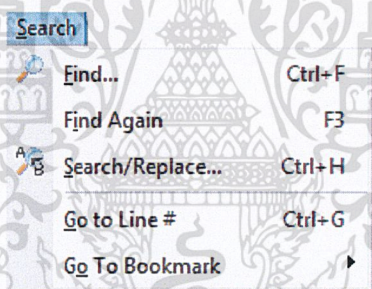 Search
Find... Ctrl+F
Find Again F3
Search/Replace... Ctrl+H
Go to Line # Ctrl+G
Go To Bookmark